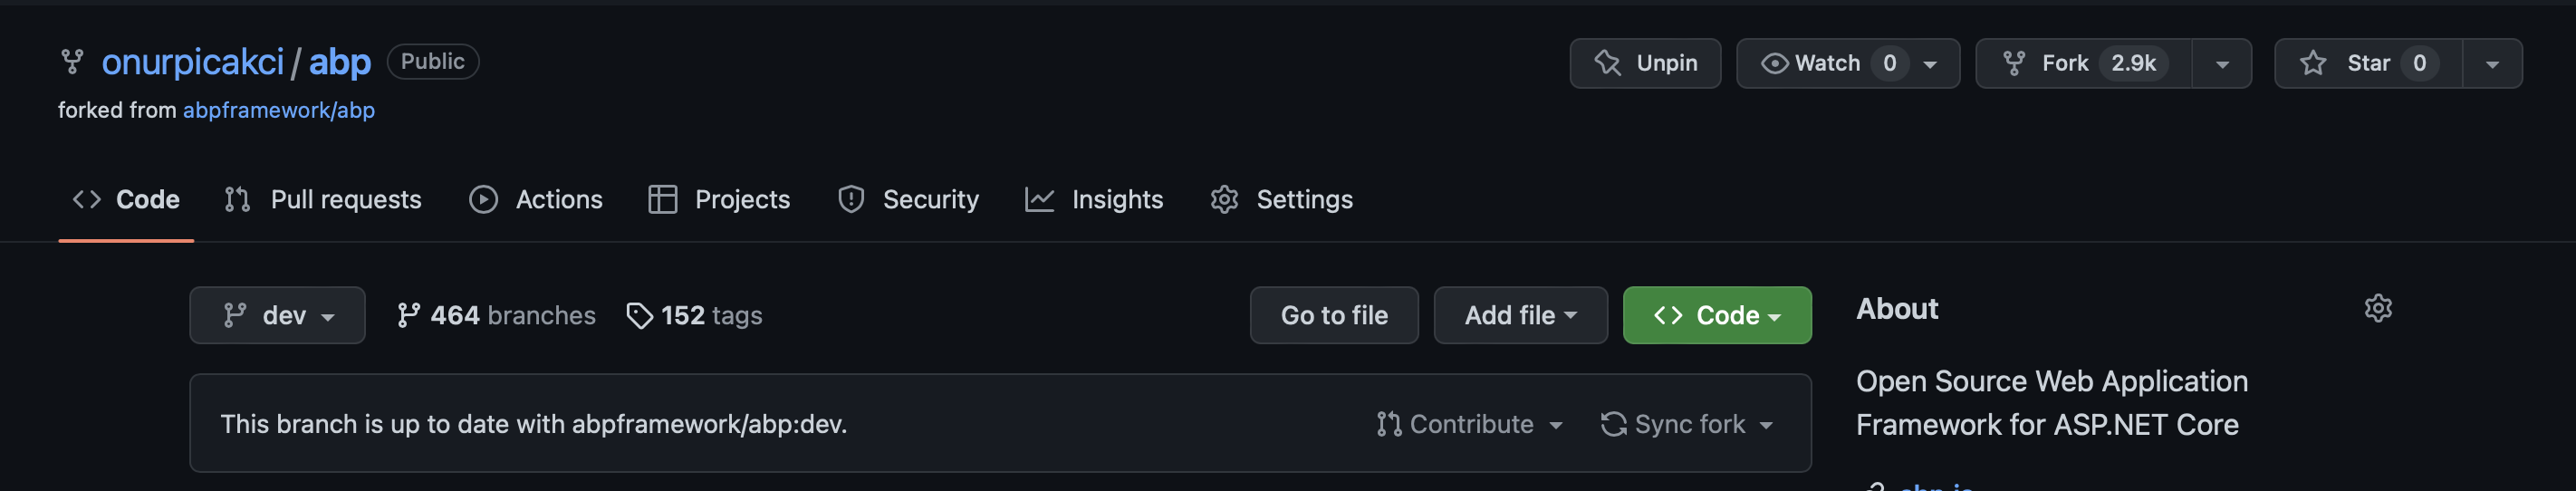 onurpicakci / abp Public
Unpin Watch 0 Fork 2.9k Star 0
forked from abpframework/abp
Code Pull requests Actions Projects Security Insights Settings
dev 464 branches 152 tags
Go to file Add file Code
This branch is up to date with abpframework/abp:dev.
Contribute Sync fork
About
Open Source Web Application
Framework for ASP.NET Core